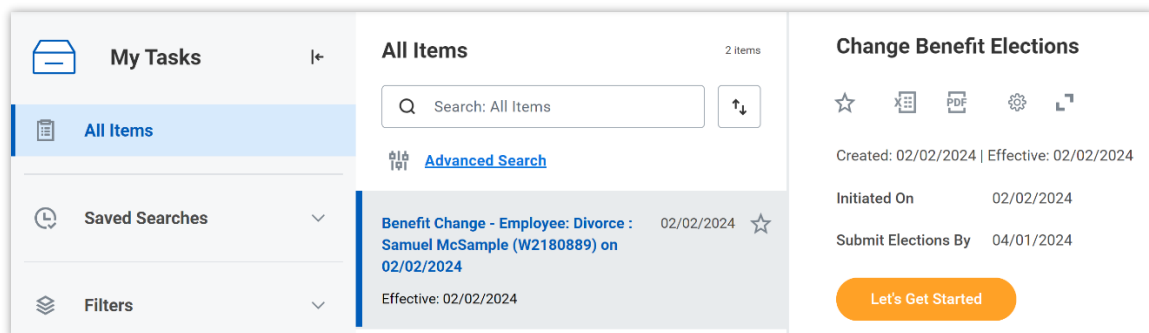 My Tasks
All Items
Saved Searches
Filters
All Items
2 items
Search: All Items
Advanced Search
Benefit Change - Employee: Divorce :
Samuel McSample (W2180889) on
02/02/2024
02/02/2024
Effective: 02/02/2024
Change Benefit Elections
X
PDF
Created: 02/02/2024 | Effective: 02/02/2024
Initiated On 02/02/2024
Submit Elections By 04/01/2024
Let's Get Started